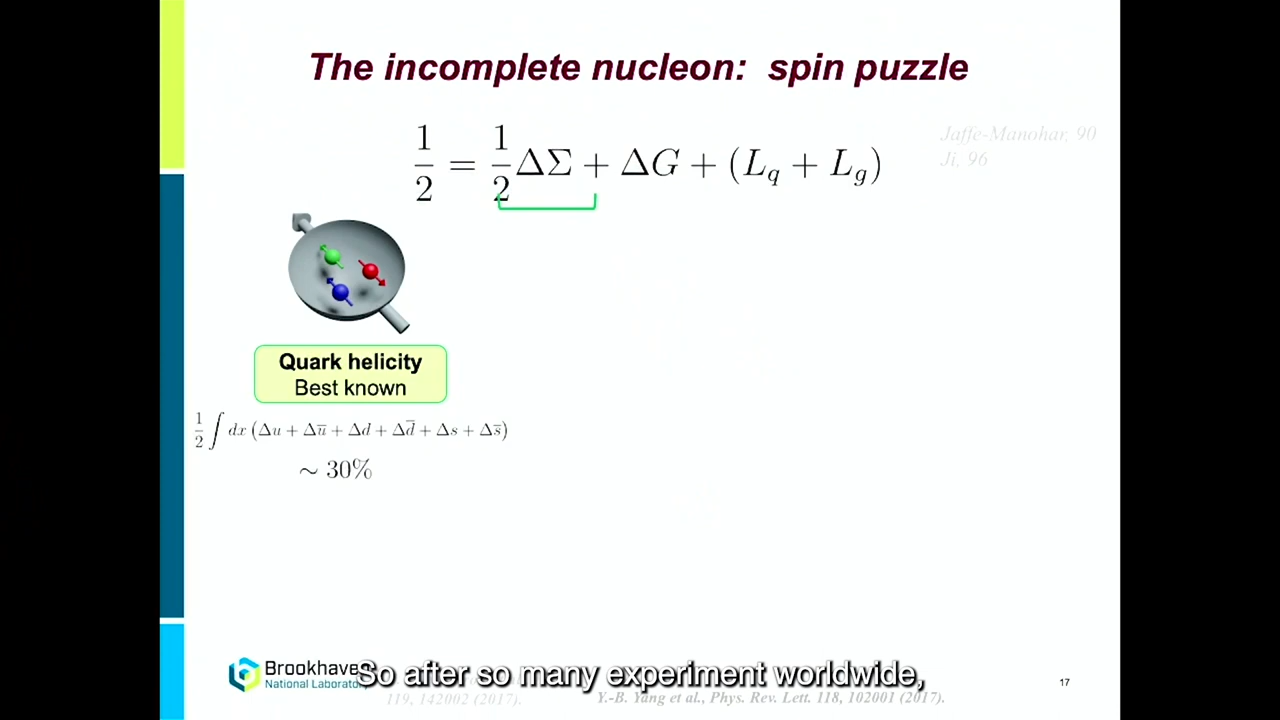 The incomplete nucleon: spin puzzle
Jaffe-Manohar, 90
Ji, 96
1/2 = 1/2 ΔΣ + ΔG + (L_q + L_g)
Quark helicity
Best known
1/2 ∫ dx (Δu + Δu̅ + Δd + Δd̅ + Δs + Δs̅)
~ 30%
Brookhaven
National Laboratory
So after so many experiment worldwide,
119, 142002 (2017).
Y.-B. Yang et al., Phys. Rev. Lett. 118, 102001 (2017).
17